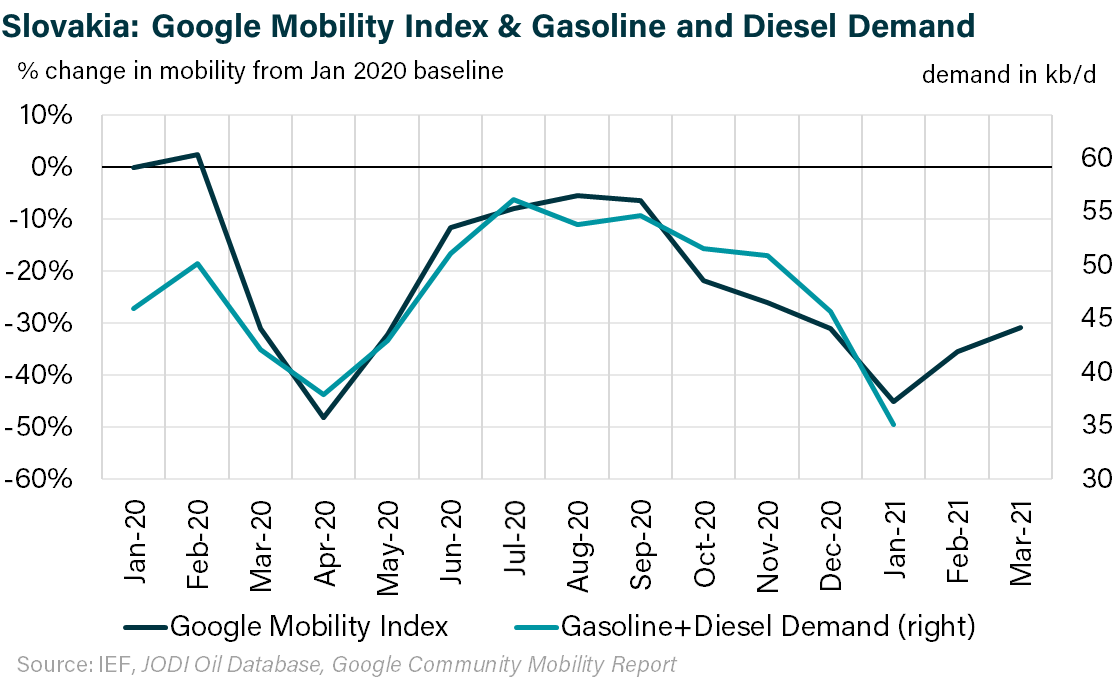 Slovakia: Google Mobility Index & Gasoline and Diesel Demand
% change in mobility from Jan 2020 baseline
demand in kb/d
10%
0%
-10%
-20%
-30%
-40%
-50%
-60%
60
55
50
45
40
35
30
Jan-20
Feb-20
Mar-20
Apr-20
May-20
Jun-20
Jul-20
Aug-20
Sep-20
Oct-20
Nov-20
Dec-20
Jan-21
Feb-21
Mar-21
Google Mobility Index
Gasoline+Diesel Demand (right)
Source: IEF, JODI Oil Database, Google Community Mobility Report